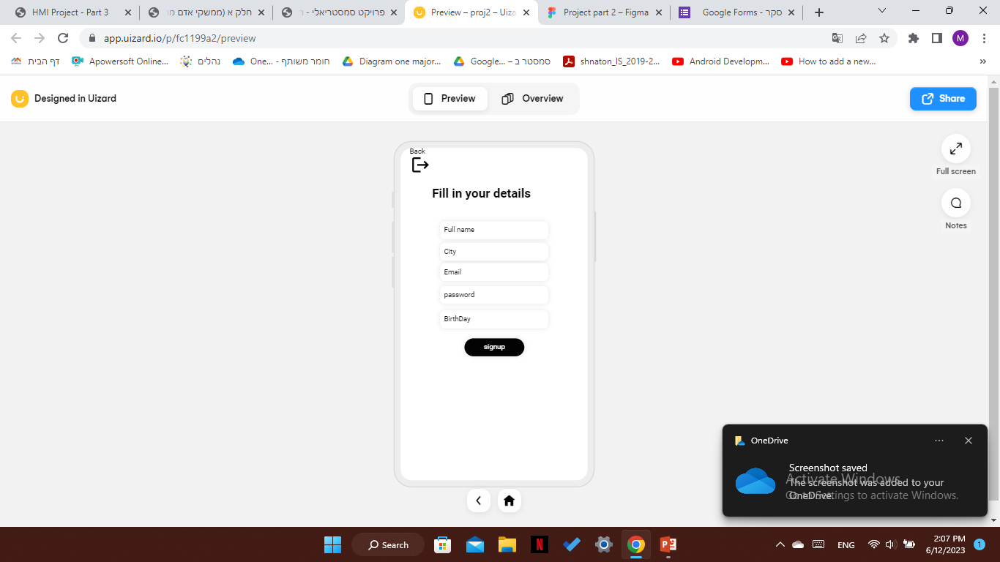 HMI Project - Part 3
חלק א (ממשקי אדם
פרויקט סמסטריאלי -
Preview – proj2 – Uiza
Project part 2 – Figma
סקר - Google Forms
app.uizard.io/p/fc1199a2/preview
M
דף הבית
Apowersoft Online...
נהלים
One... - חומר משותף
Diagram one major...
Google... – סמסטר ב
shnaton_IS_2019-2...
Android Developm...
How to add a new...
»
Designed in Uizard
Preview
Overview
Share
Full screen
Notes
Back
Fill in your details
Full name
City
Email
password
BirthDay
signup
OneDrive
Screenshot saved
The screenshot was added to your
OneDrive.
Activate Windows
Go to Settings to activate Windows.
Search
ENG
2:07 PM
6/12/2023
1